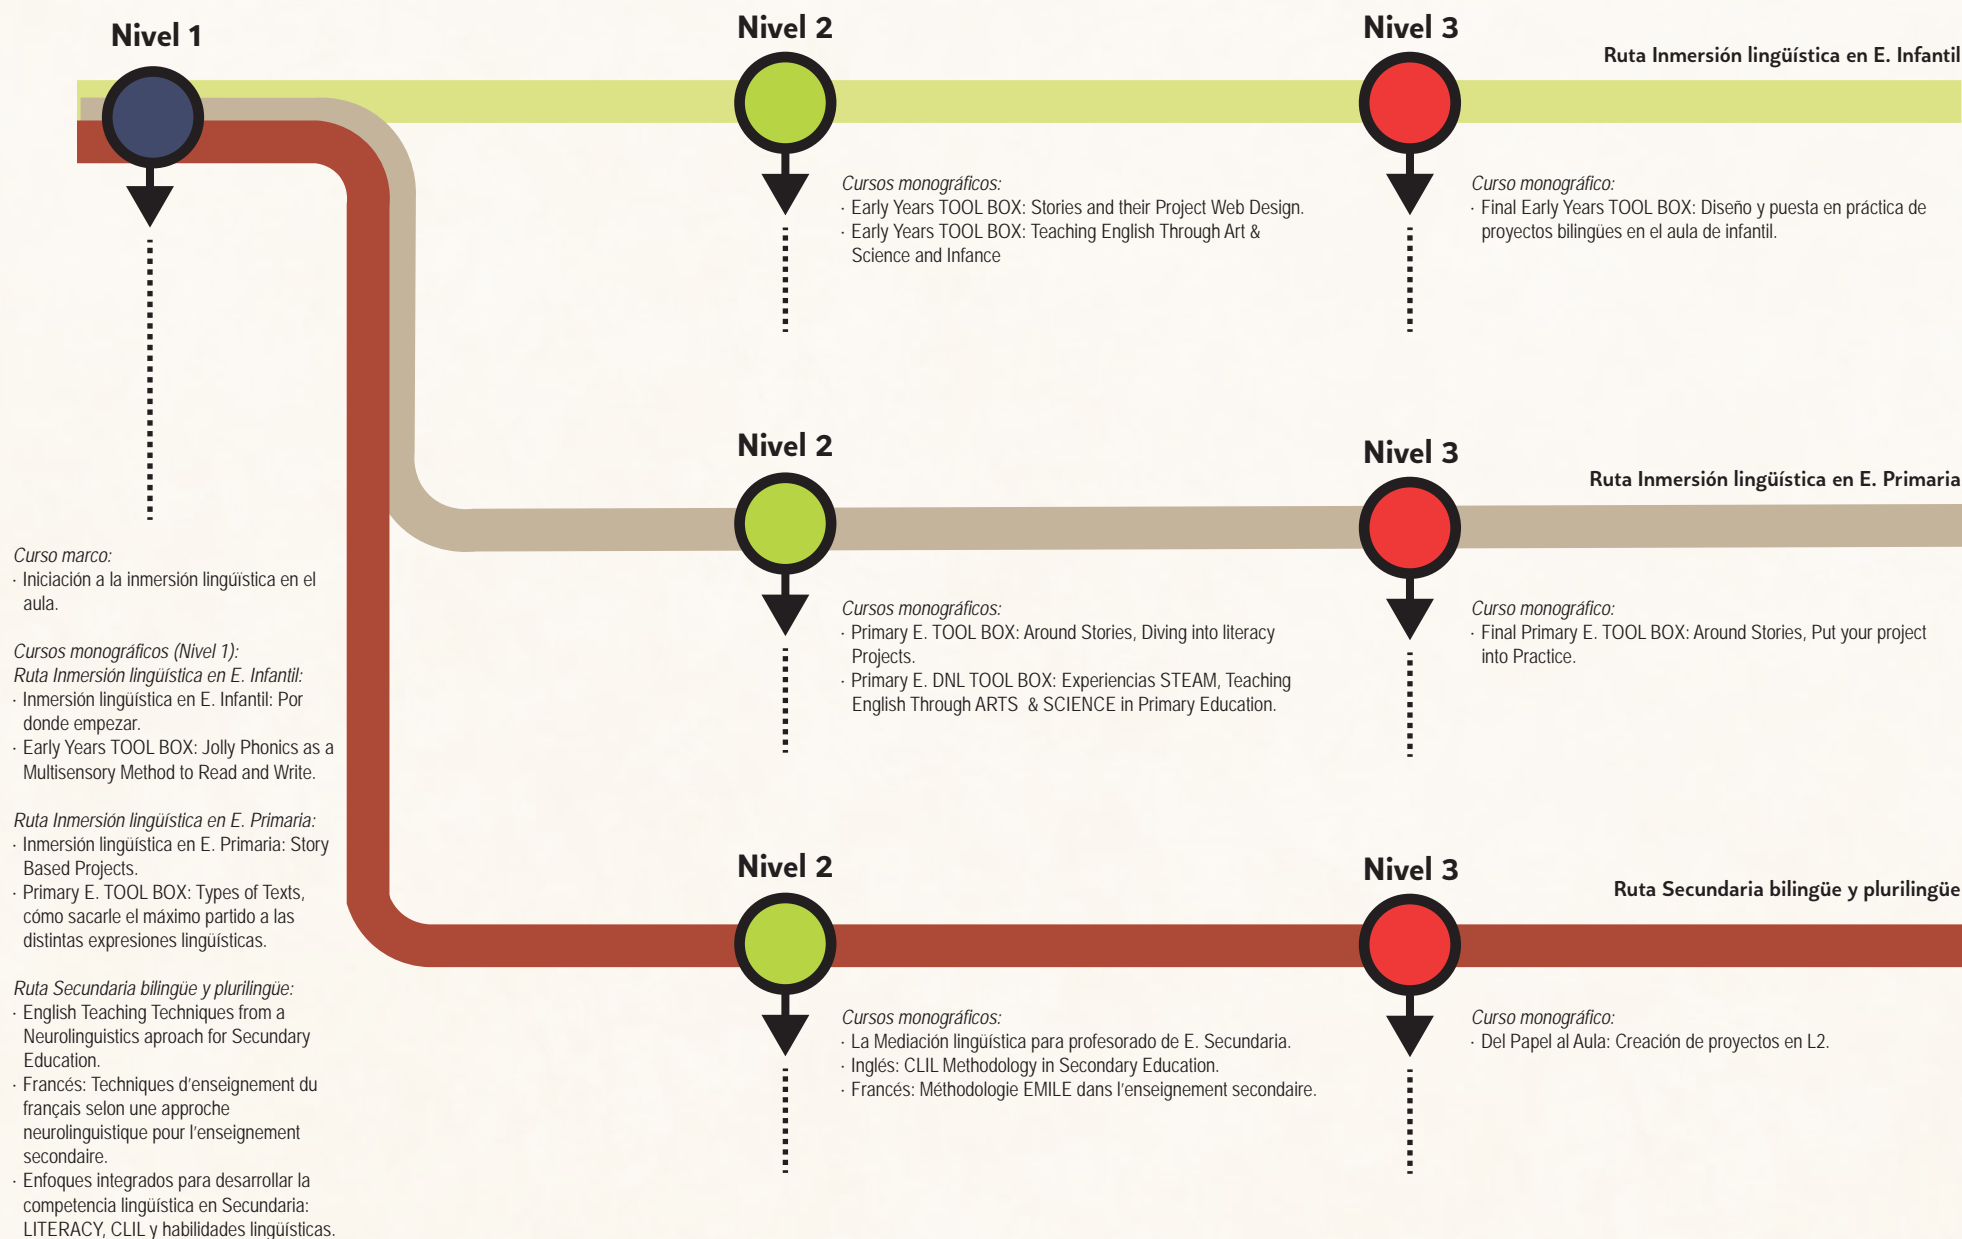 Nivel 1
Nivel 2
Nivel 3
Ruta Inmersión lingüística en E. Infantil
Cursos monográficos:
· Early Years TOOL BOX: Stories and their Project Web Design.
· Early Years TOOL BOX: Teaching English Through Art &
Science and Infance
Curso monográfico:
· Final Early Years TOOL BOX: Diseño y puesta en práctica de
proyectos bilingües en el aula de infantil.
Nivel 2
Nivel 3
Ruta Inmersión lingüística en E. Primaria
Cursos monográficos:
· Primary E. TOOL BOX: Around Stories, Diving into literacy
Projects.
· Primary E. DNL TOOL BOX: Experiencias STEAM, Teaching
English Through ARTS & SCIENCE in Primary Education.
Curso monográfico:
· Final Primary E. TOOL BOX: Around Stories, Put your project
into Practice.
Curso marco:
· Iniciación a la inmersión lingüïstica en el
aula.
Cursos monográficos (Nivel 1):
Ruta Inmersión lingüística en E. Infantil:
· Inmersión lingüística en E. Infantil: Por
donde empezar.
· Early Years TOOL BOX: Jolly Phonics as a
Multisensory Method to Read and Write.
Ruta Inmersión lingüística en E. Primaria:
· Inmersión lingüística en E. Primaria: Story
Based Projects.
· Primary E. TOOL BOX: Types of Texts,
cómo sacarle el máximo partido a las
distintas expresiones lingüísticas.
Ruta Secundaria bilingüe y plurilingüe:
· English Teaching Techniques from a
Neurolinguistics aproach for Secundary
Education.
· Francés: Techniques d'enseignement du
français selon une approche
neurolinguistique pour l'enseignement
secondaire.
· Enfoques integrados para desarrollar la
competencia lingüística en Secundaria:
LITERACY, CLIL y habilidades lingüísticas.
Nivel 2
Nivel 3
Ruta Secundaria bilingüe y plurilingüe
Cursos monográficos:
· La Mediación lingüística para profesorado de E. Secundaria.
· Inglés: CLIL Methodology in Secondary Education.
· Francés: Méthodologie EMILE dans l'enseignement secondaire.
Curso monográfico:
· Del Papel al Aula: Creación de proyectos en L2.